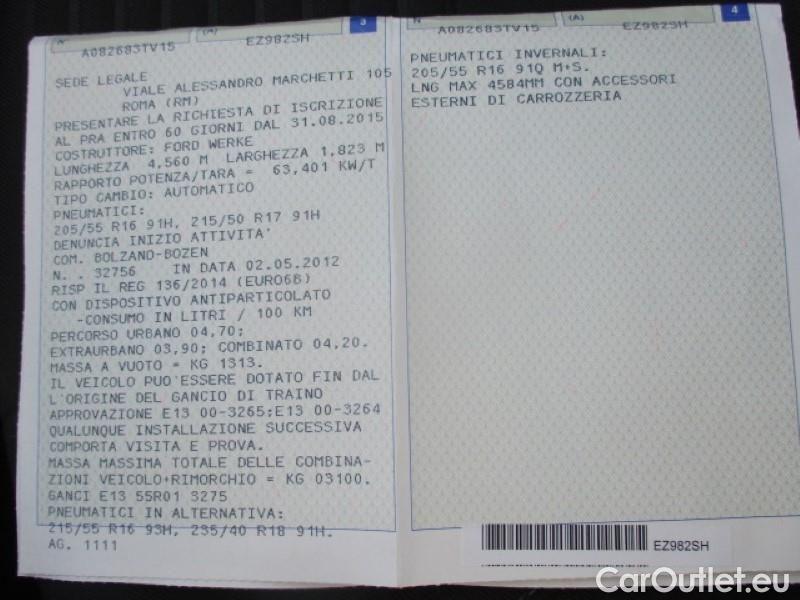 3
A082683TV15 (A) EZ982SH
SEDE LEGALE
VIALE ALESSANDRO MARCHETTI 105
ROMA (RM)
PRESENTARE LA RICHIESTA DI ISCRIZIONE
AL PRA ENTRO 60 GIORNI DAL 31.08.2015
COSTRUTTORE: FORD WERKE
LUNGHEZZA 4,560 M LARGHEZZA 1,823 M
RAPPORTO POTENZA/TARA = 63,401 KW/T
TIPO CAMBIO: AUTOMATICO
PNEUMATICI:
205/55 R16 91H, 215/50 R17 91H
DENUNCIA INIZIO ATTIVITA'
COM. BOLZANO-BOZEN
N. . 32756 IN DATA 02.05.2012
RISP IL REG 136/2014 (EURO6B)
CON DISPOSITIVO ANTIPARTICOLATO
-CONSUMO IN LITRI / 100 KM
PERCORSO URBANO 04,70;
EXTRAURBANO 03,90; COMBINATO 04,20.
MASSA A VUOTO = KG 1313.
IL VEICOLO PUO'ESSERE DOTATO FIN DAL
L'ORIGINE DEL GANCIO DI TRAINO
APPROVAZIONE E13 00-3265;E13 00-3264
QUALUNQUE INSTALLAZIONE SUCCESSIVA
COMPORTA VISITA E PROVA.
MASSA MASSIMA TOTALE DELLE COMBINA-
ZIONI VEICOLO+RIMORCHIO = KG 03100.
GANCI E13 55R01 3275
PNEUMATICI IN ALTERNATIVA:
215/55 R16 93H, 235/40 R18 91H.
AG. 1111
N (A) 4
A082683TV15 EZ982SH
PNEUMATICI INVERNALI:
205/55 R16 91Q M+S.
LNG MAX 4584MM CON ACCESSORI
ESTERNI DI CARROZZERIA
EZ982SH
CarOutlet.eu